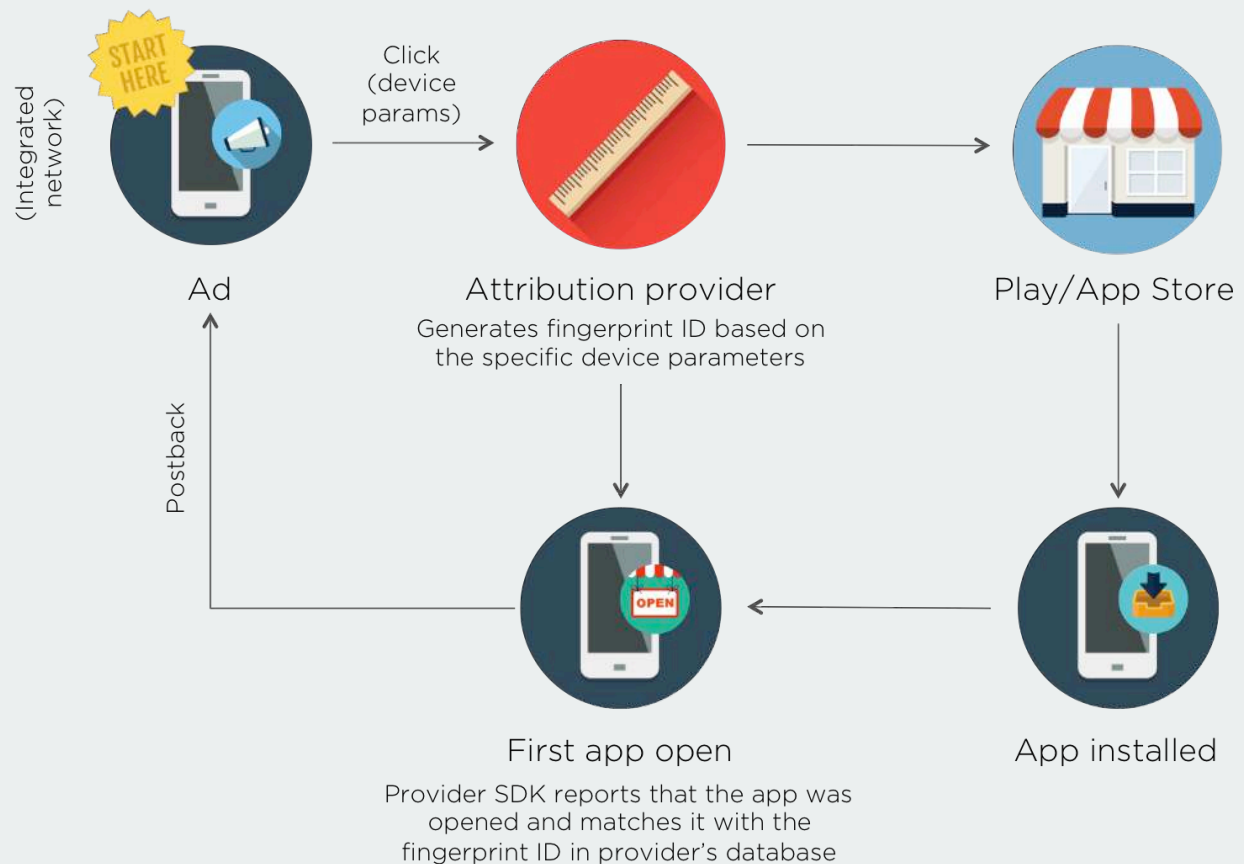 START
HERE
(Integrated
network)
Click
(device
params)
Ad
Attribution provider
Generates fingerprint ID based on
the specific device parameters
Play/App Store
Postback
OPEN
First app open
Provider SDK reports that the app was
opened and matches it with the
fingerprint ID in provider's database
App installed